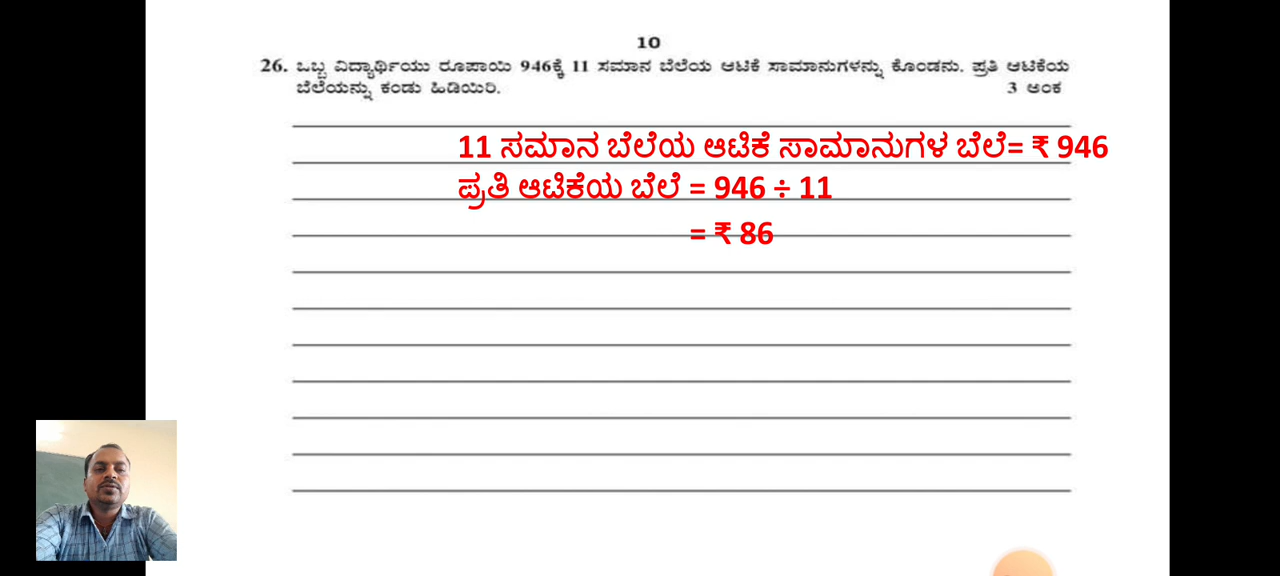 10
26. ಒಬ್ಬ ವಿದ್ಯಾರ್ಥಿಯು ರೂಪಾಯಿ 946ಕ್ಕೆ 11 ಸಮಾನ ಬೆಲೆಯ ಆಟಿಕೆ ಸಾಮಾನುಗಳನ್ನು ಕೊಂಡನು. ಪ್ರತಿ ಆಟಿಕೆಯ
ಬೆಲೆಯನ್ನು ಕಂಡು ಹಿಡಿಯಿರಿ. 3 ಅಂಕ
11 ಸಮಾನ ಬೆಲೆಯ ಆಟಿಕೆ ಸಾಮಾನುಗಳ ಬೆಲೆ= ₹ 946
ಪ್ರತಿ ಆಟಿಕೆಯ ಬೆಲೆ = 946 ÷ 11
= ₹ 86